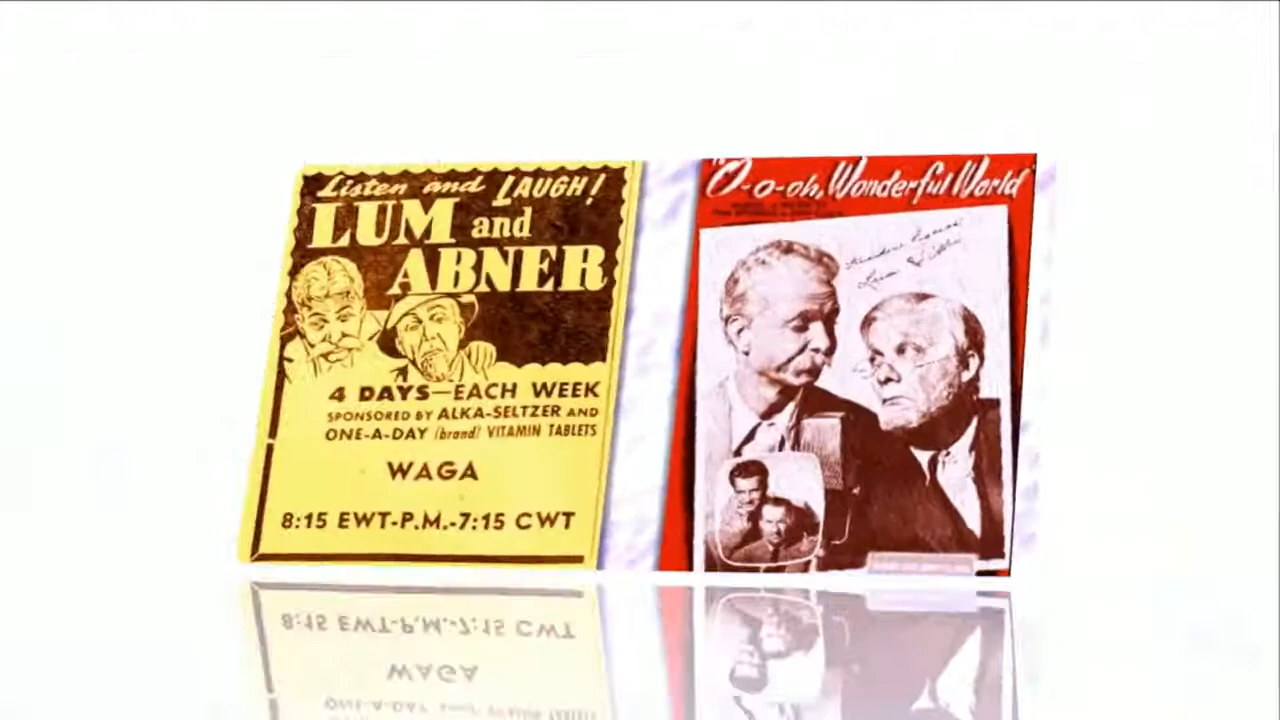 Listen and LAUGH!
LUM and
ABNER
4 DAYS—EACH WEEK
SPONSORED BY ALKA-SELTZER AND
ONE-A-DAY (brand) VITAMIN TABLETS
WAGA
8:15 EWT-P.M.-7:15 CWT
"O-o-oh, Wonderful World